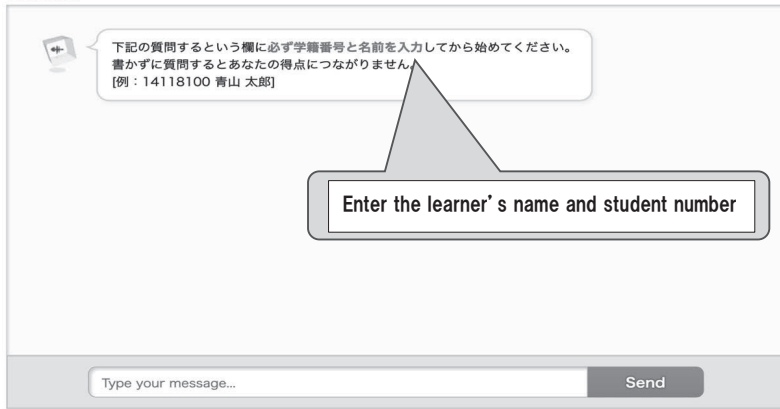 下記の質問するという欄に必ず学籍番号と名前を入力してから始めてください。
書かずに質問するとあなたの得点につながりません。
[例：14118100 青山 太郎]
Enter the learner's name and student number
Type your message...
Send